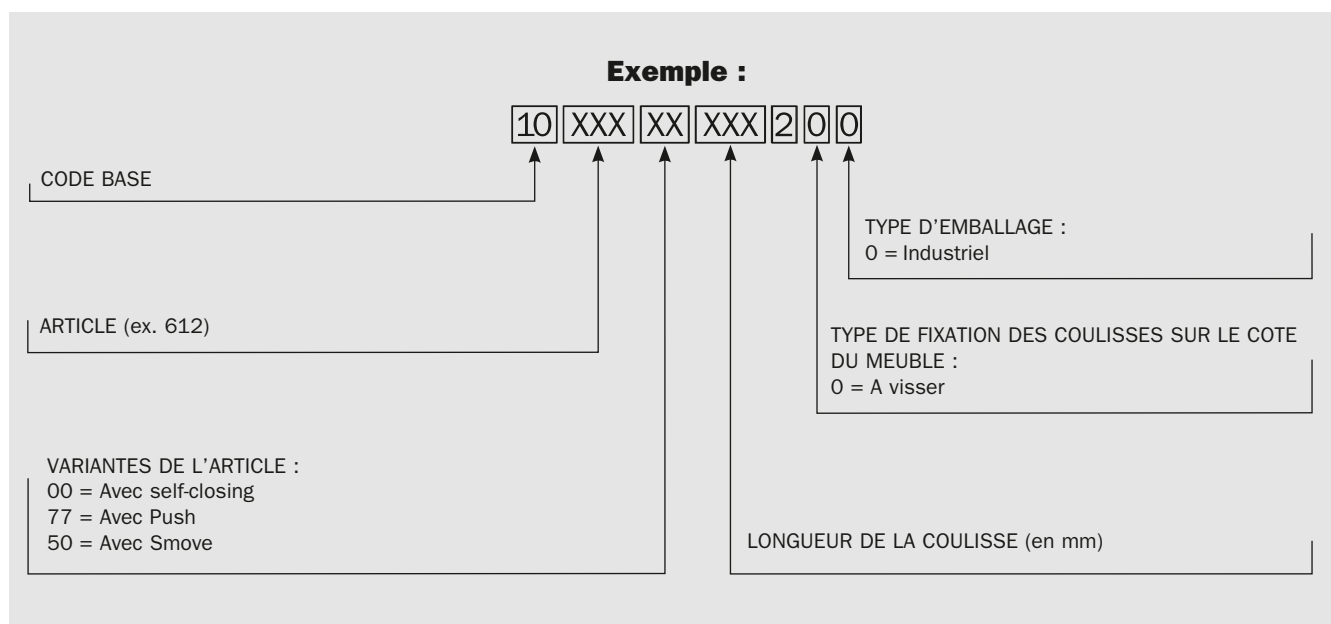 Exemple :
10 XXX XX XXX 2 0 0
CODE BASE
TYPE D'EMBALLAGE :
0 = Industriel
ARTICLE (ex. 612)
TYPE DE FIXATION DES COULISSES SUR LE COTE
DU MEUBLE :
0 = A visser
VARIANTES DE L'ARTICLE :
00 = Avec self-closing
77 = Avec Push
50 = Avec Smove
LONGUEUR DE LA COULISSE (en mm)